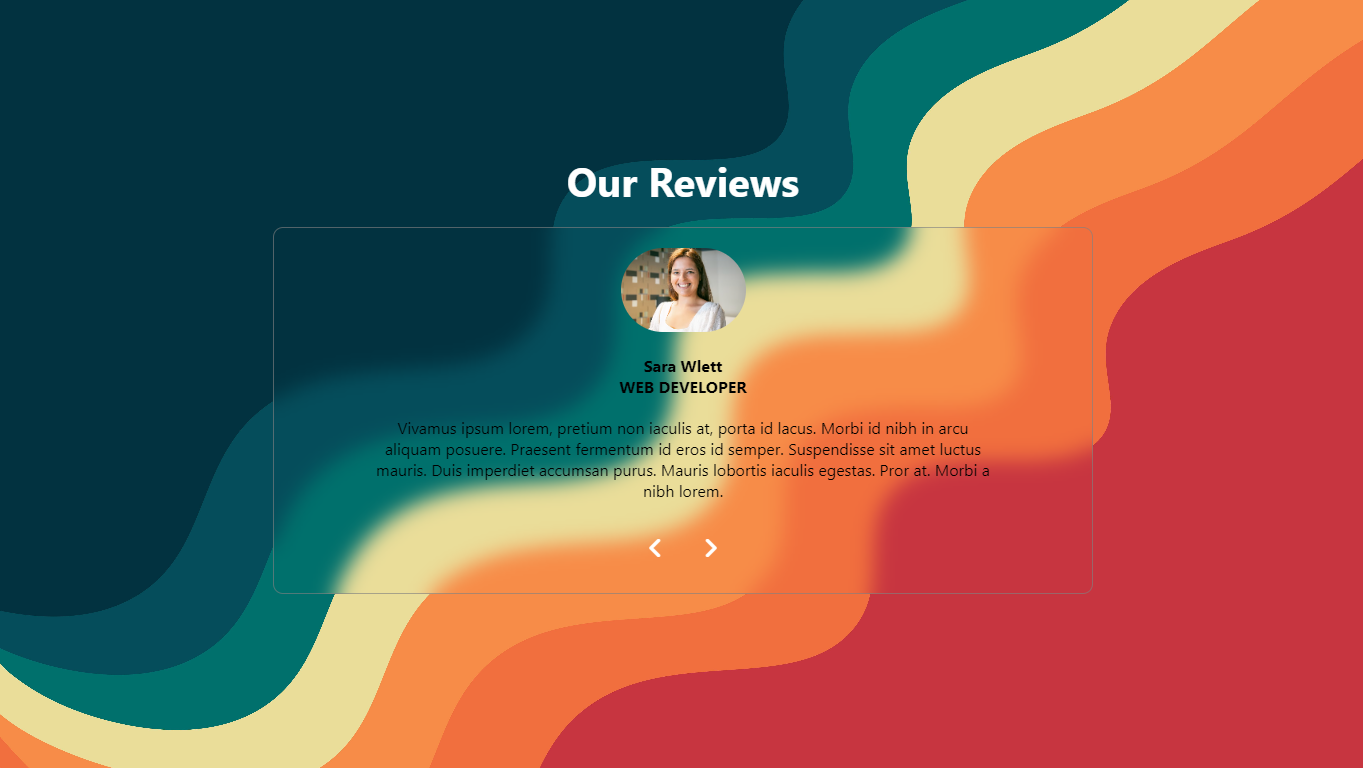 Our Reviews
Sara Wlett
WEB DEVELOPER
Vivamus ipsum lorem, pretium non iaculis at, porta id lacus. Morbi id nibh in arcu
aliquam posuere. Praesent fermentum id eros id semper. Suspendisse sit amet luctus
mauris. Duis imperdiet accumsan purus. Mauris lobortis iaculis egestas. Pror at. Morbi a
nibh lorem.